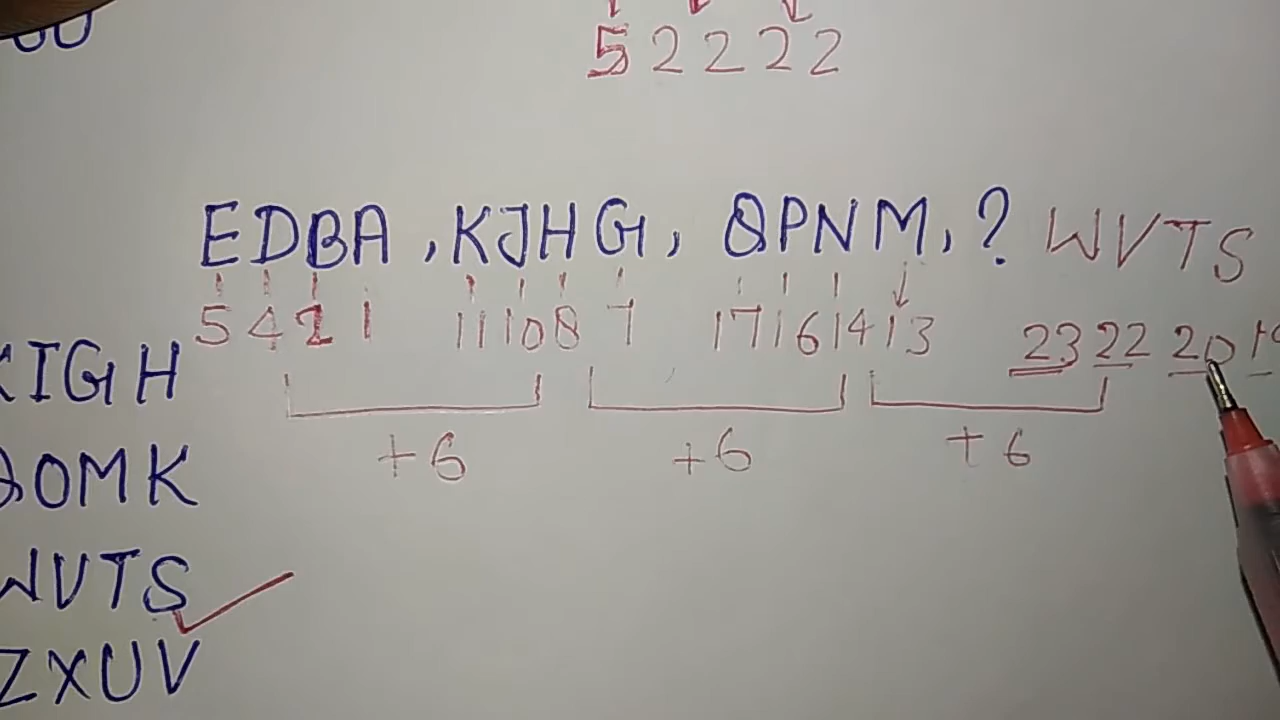 52222
EDBA, KJHG, QPNM, ? WVTS
5 4 2 1 11 10 8 7 17 16 14 13 23 22 20
+6 +6 +6
IGH
OMK
WVTS
ZXUV